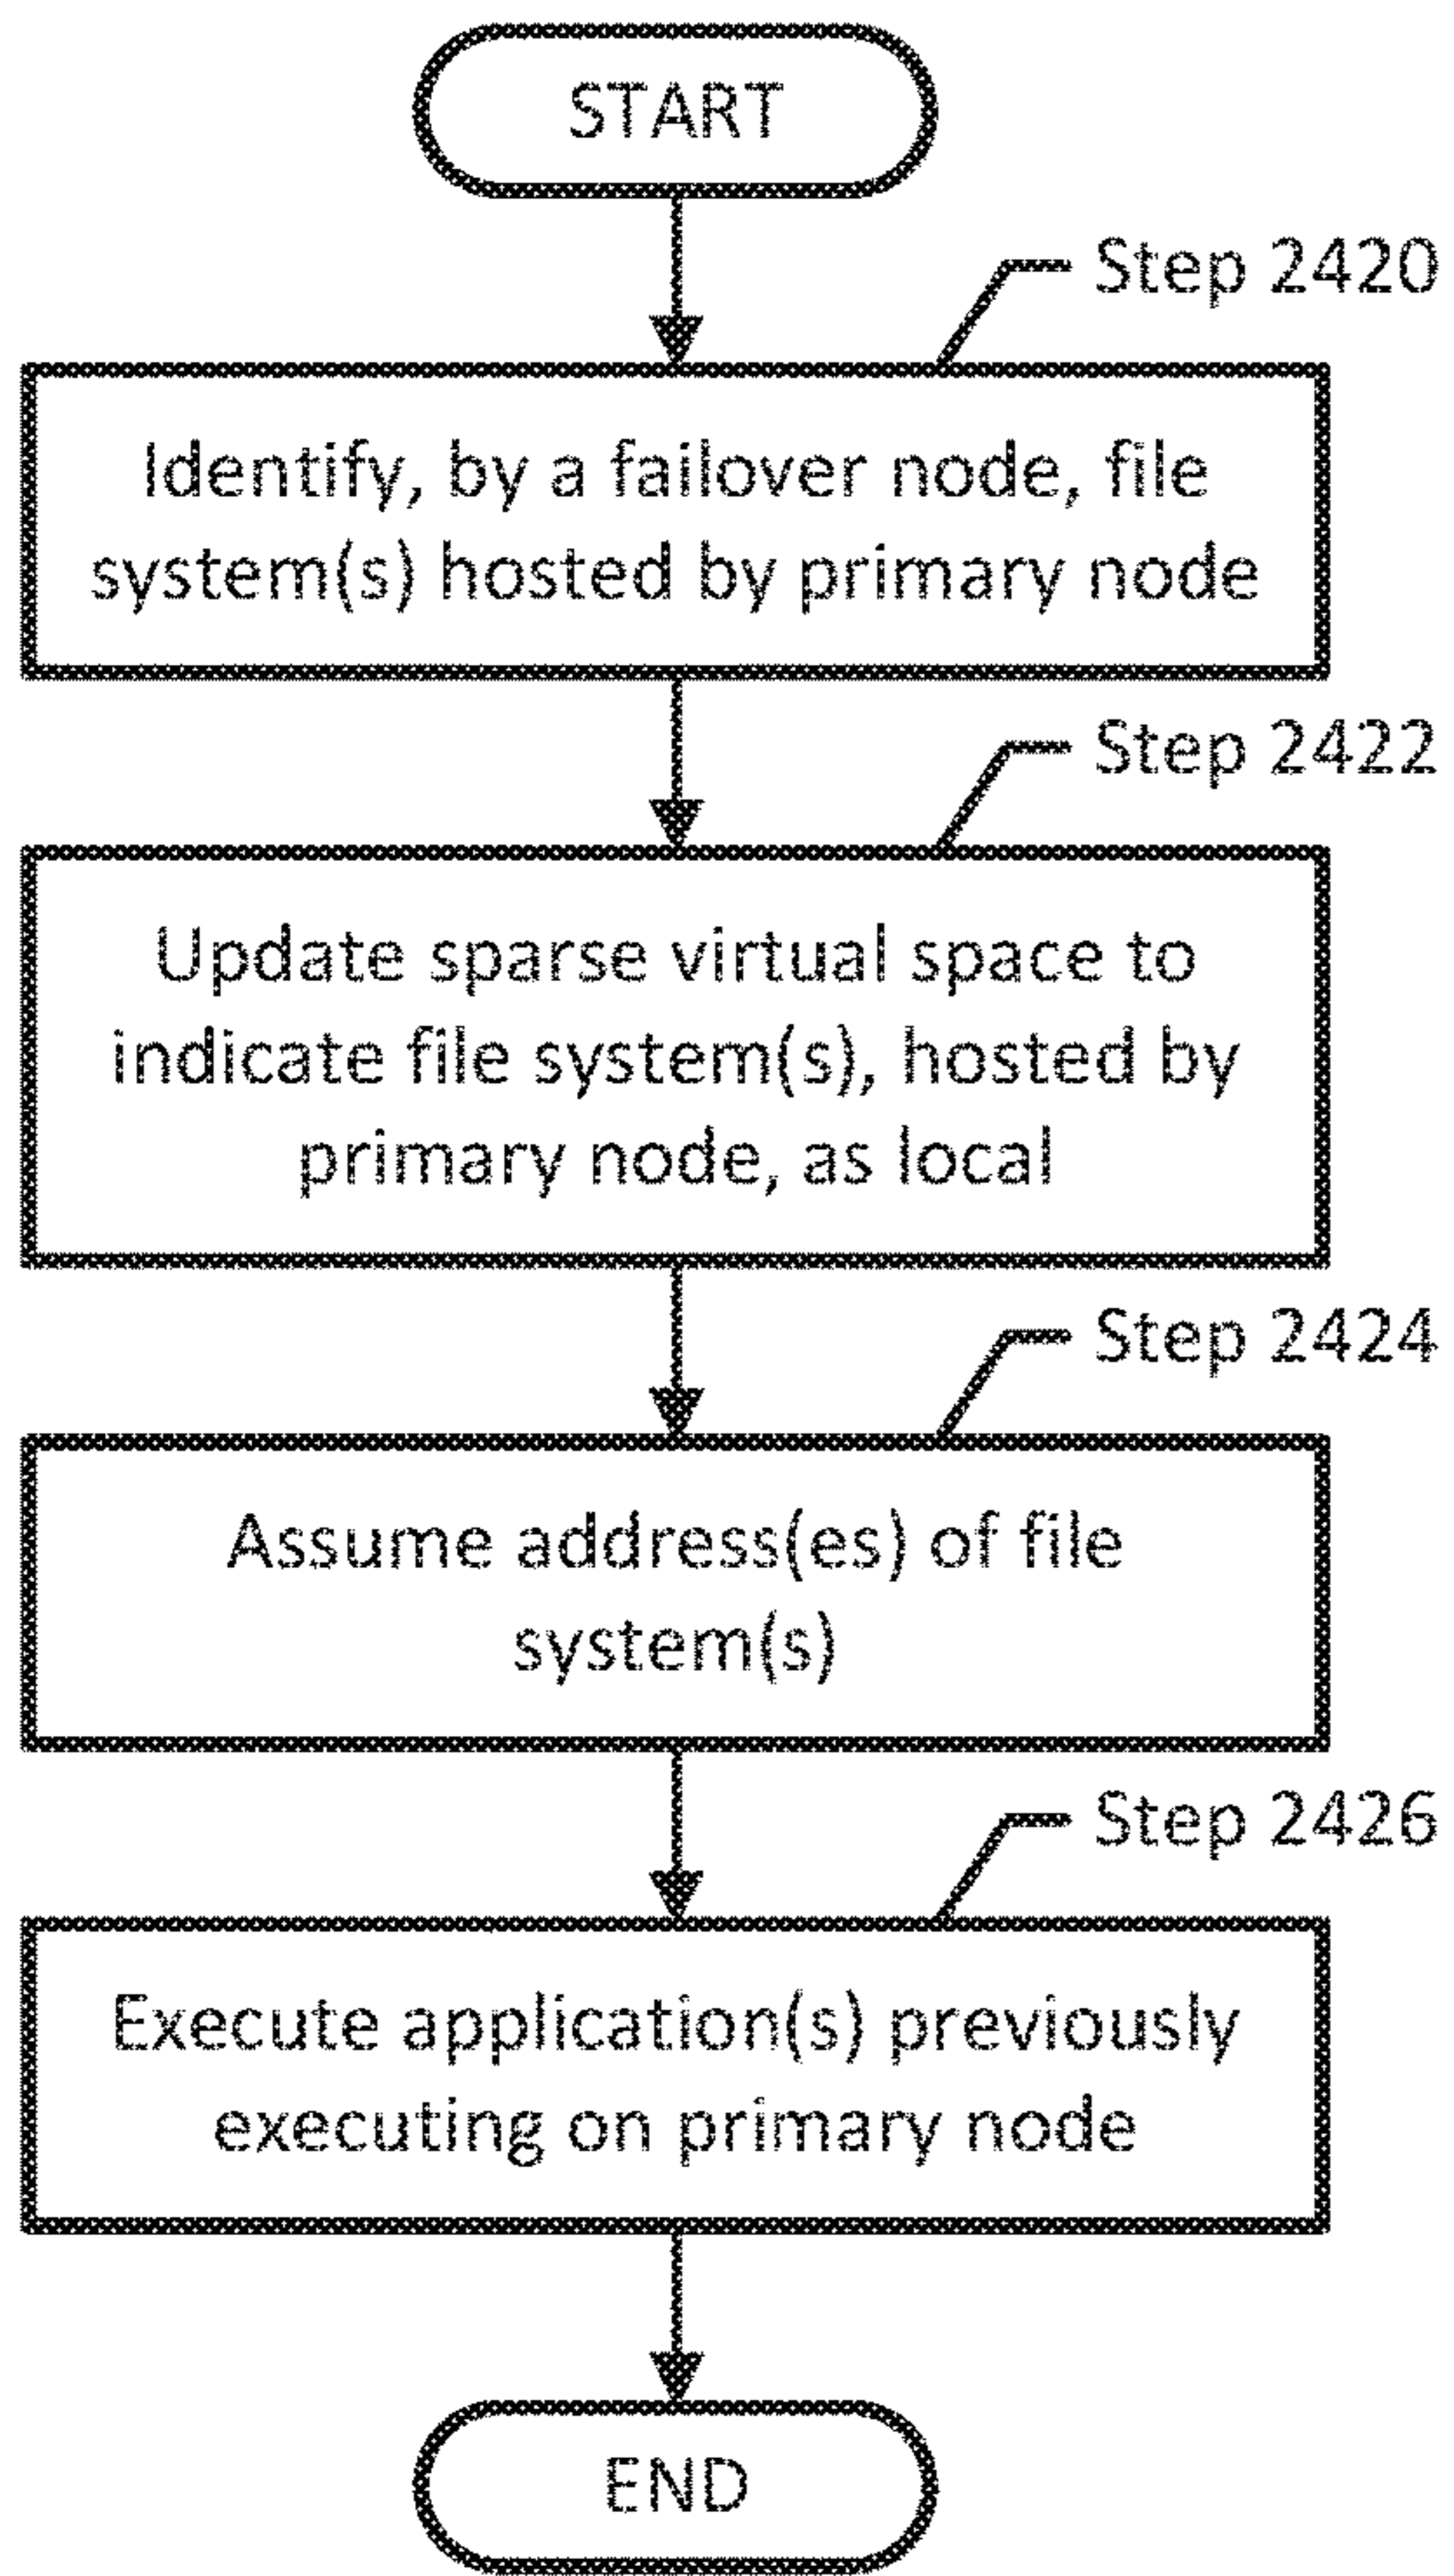 START
Step 2420
Identify, by a failover node, file
system(s) hosted by primary node
Step 2422
Update sparse virtual space to
indicate file system(s), hosted by
primary node, as local
Step 2424
Assume address(es) of file
system(s)
Step 2426
Execute application(s) previously
executing on primary node
END